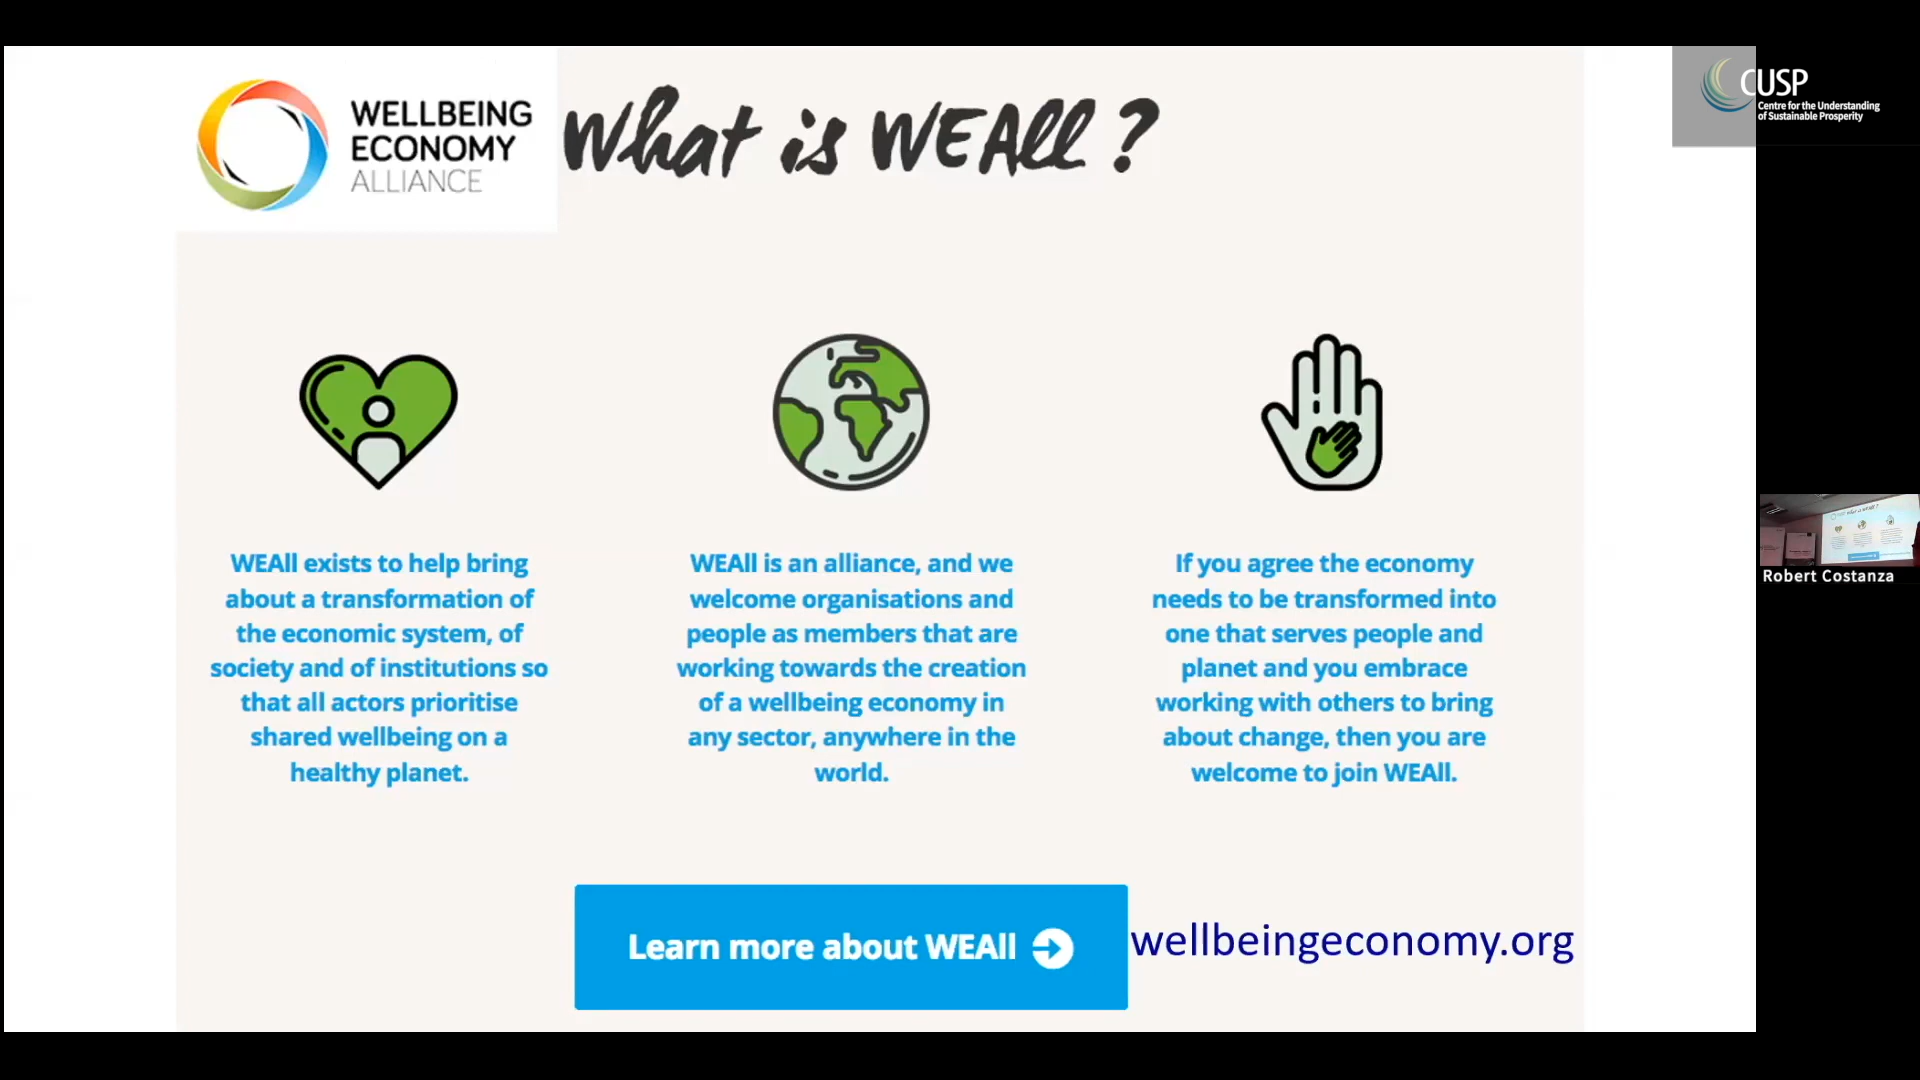 WELLBEING
ECONOMY
ALLIANCE
What is WEAll?
CUSP
Centre for the Understanding
of Sustainable Prosperity
WEAll exists to help bring
about a transformation of
the economic system, of
society and of institutions so
that all actors prioritise
shared wellbeing on a
healthy planet.
WEAll is an alliance, and we
welcome organisations and
people as members that are
working towards the creation
of a wellbeing economy in
any sector, anywhere in the
world.
If you agree the economy
needs to be transformed into
one that serves people and
planet and you embrace
working with others to bring
about change, then you are
welcome to join WEAll.
Learn more about WEAll
wellbeingeconomy.org
What is WEAll?
Robert Costanza